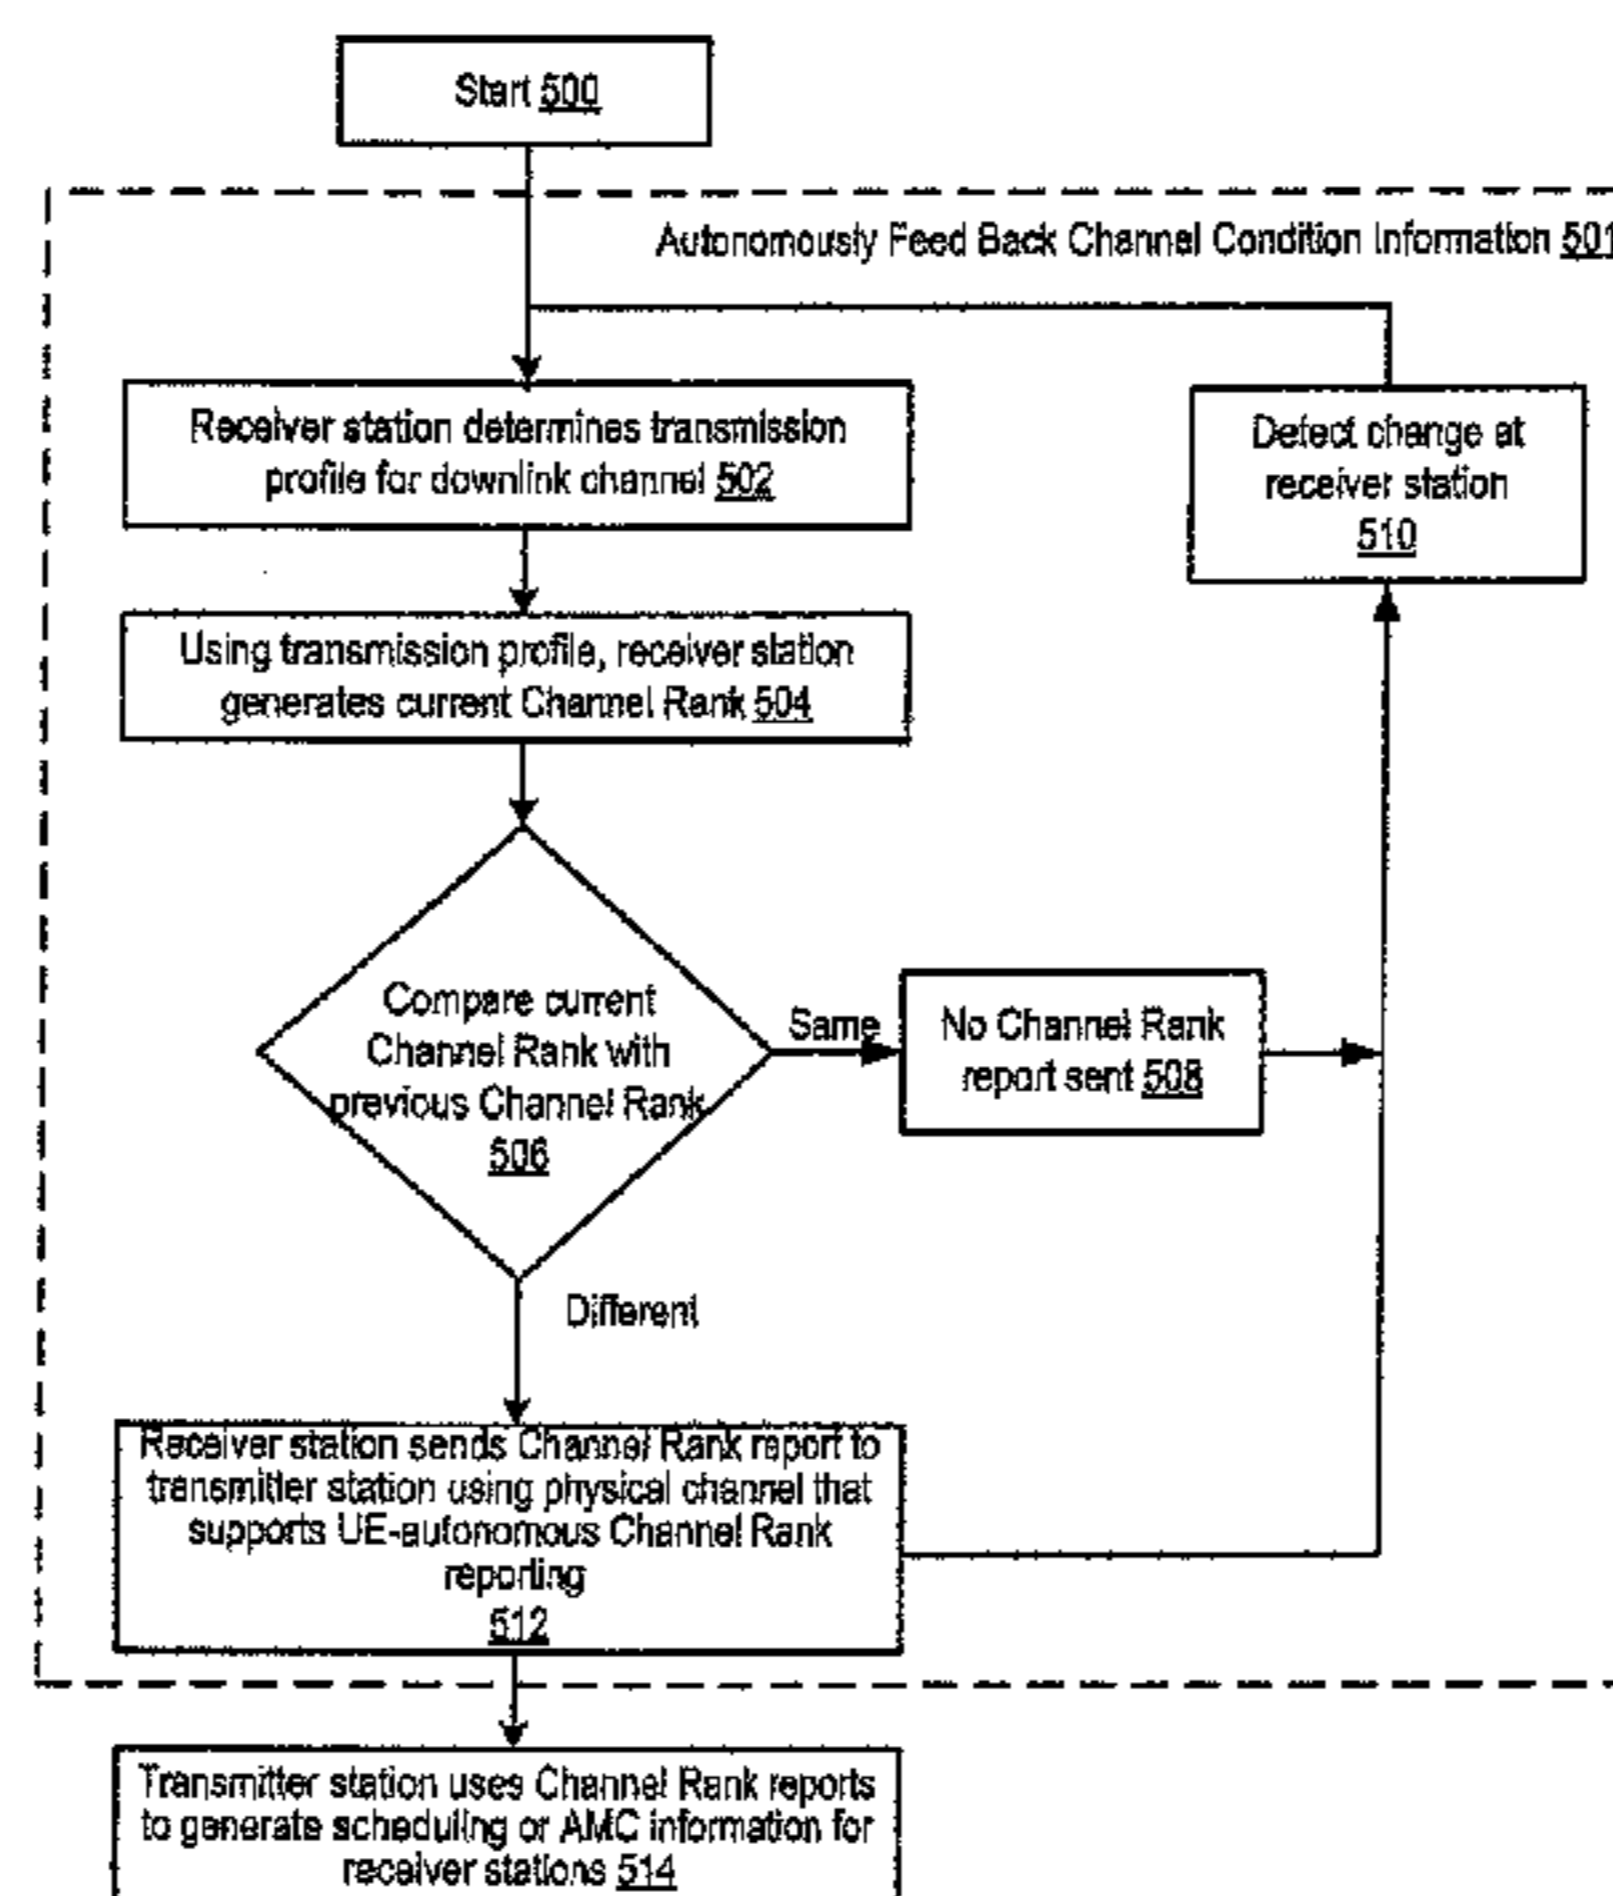 Start 500
Autonomously Feed Back Channel Condition Information 501
Receiver station determines transmission
profile for downlink channel 502
Detect change at
receiver station
510
Using transmission profile, receiver station
generates current Channel Rank 504
Compare current
Channel Rank with
previous Channel Rank
506
Same
No Channel Rank
report sent 508
Different
Receiver station sends Channel Rank report to
transmitter station using physical channel that
supports UE-autonomous Channel Rank
reporting
512
Transmitter station uses Channel Rank reports
to generate scheduling or AMC information for
receiver stations 514